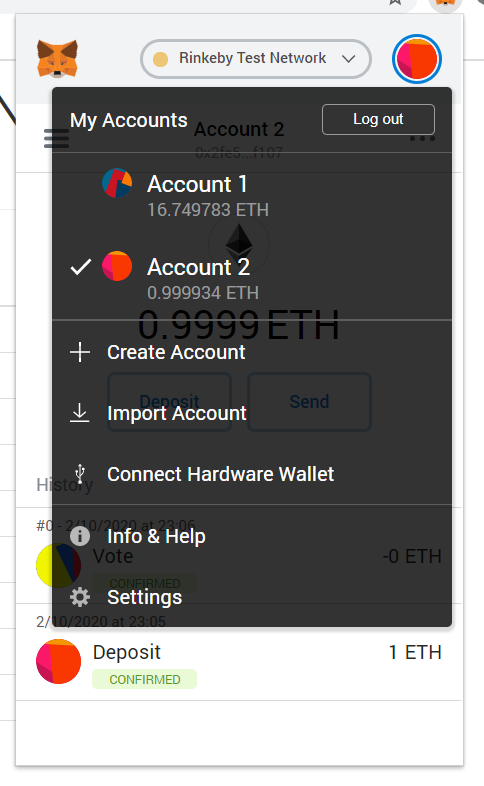 Rinkeby Test Network
My Accounts
Log out
Account 2
0x2fe5...f107
Account 1
16.749783 ETH
Account 2
0.999934 ETH
0.9999 ETH
Create Account
Deposit
Send
Import Account
Connect Hardware Wallet
History
#0 - 2/10/2020 at 23:06
Info & Help
Vote
-0 ETH
CONFIRMED
Settings
2/10/2020 at 23:05
Deposit
1 ETH
CONFIRMED